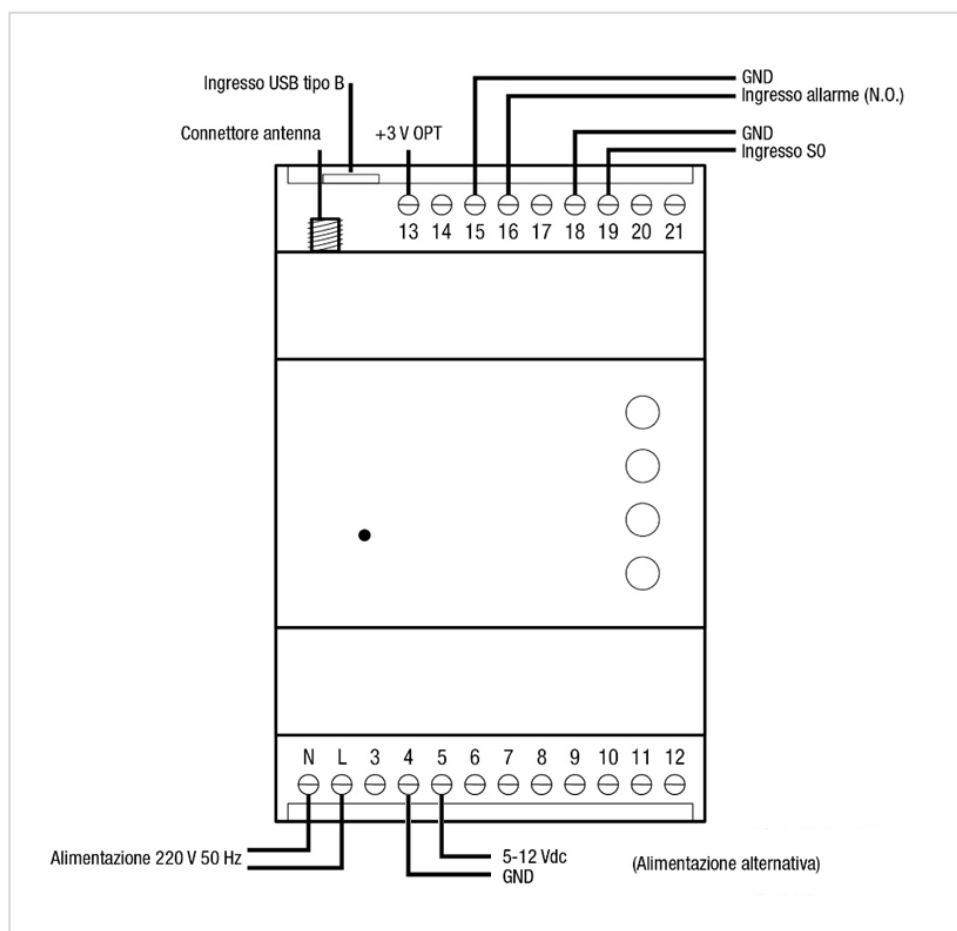 Ingresso USB tipo B
GND
Ingresso allarme (N.O.)
Connettore antenna
+3 V OPT
GND
Ingresso S0
13 14 15 16 17 18 19 20 21
N L 3 4 5 6 7 8 9 10 11 12
Alimentazione 220 V 50 Hz
5-12 Vdc
GND
(Alimentazione alternativa)